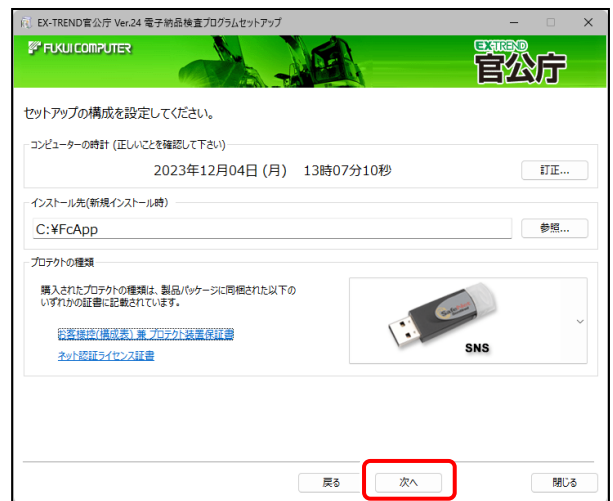 EX-TREND官公庁 Ver.24 電子納品検査プログラムセットアップ
FUKUI COMPUTER
EX-TREND
官公庁
セットアップの構成を設定してください。
コンピューターの時計 (正しいことを確認して下さい)
2023年12月04日 (月) 13時07分10秒
訂正...
インストール先(新規インストール時)
C:¥FcApp
参照...
プロテクトの種類
購入されたプロテクトの種類は、製品パッケージに同梱された以下の
いずれかの証書に記載されています。
お客様控(構成表) 兼 プロテクト装置保証書
ネット認証ライセンス証書
SNS
戻る
次へ
閉じる